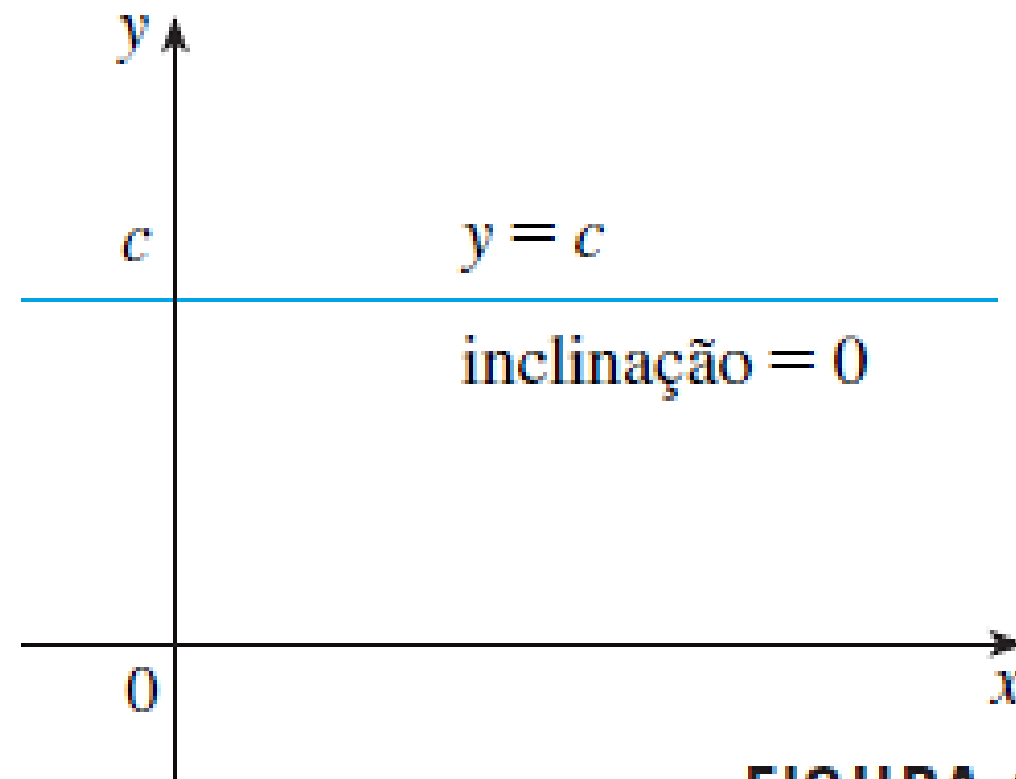 y
c
y = c
inclinação = 0
0
x